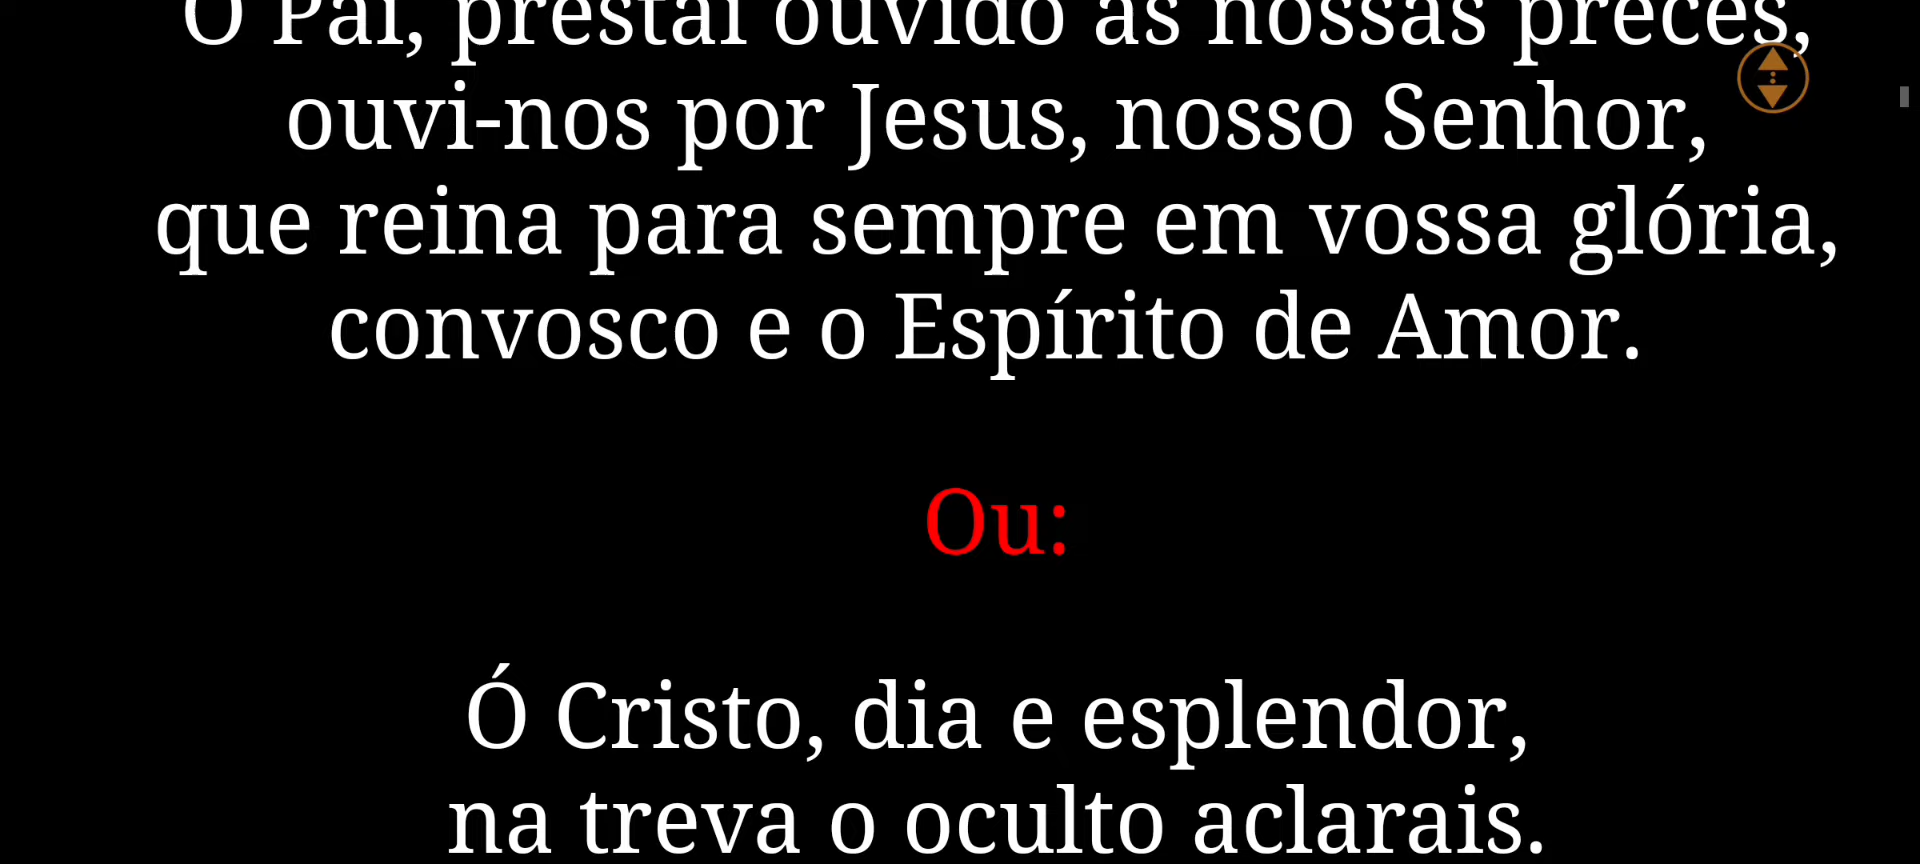 Ó Pai, prestai ouvido às nossas preces,
ouvi-nos por Jesus, nosso Senhor,
que reina para sempre em vossa glória,
convosco e o Espírito de Amor.
Ou:
Ó Cristo, dia e esplendor,
na treva o oculto aclarais.